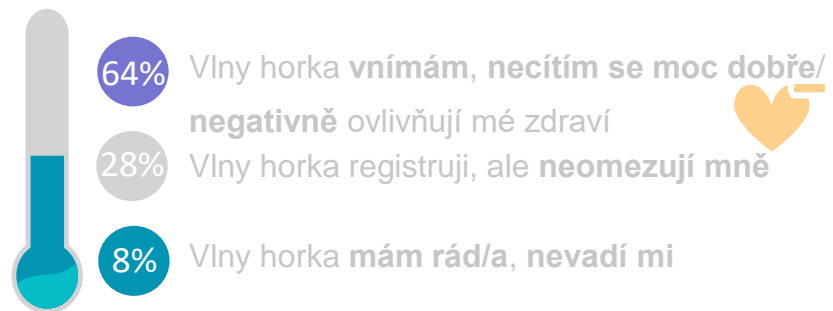 64% Vlny horka vnímám, necítím se moc dobře/
negativně ovlivňují mé zdraví
28% Vlny horka registruji, ale neomezují mně
8% Vlny horka mám rád/a, nevadí mi